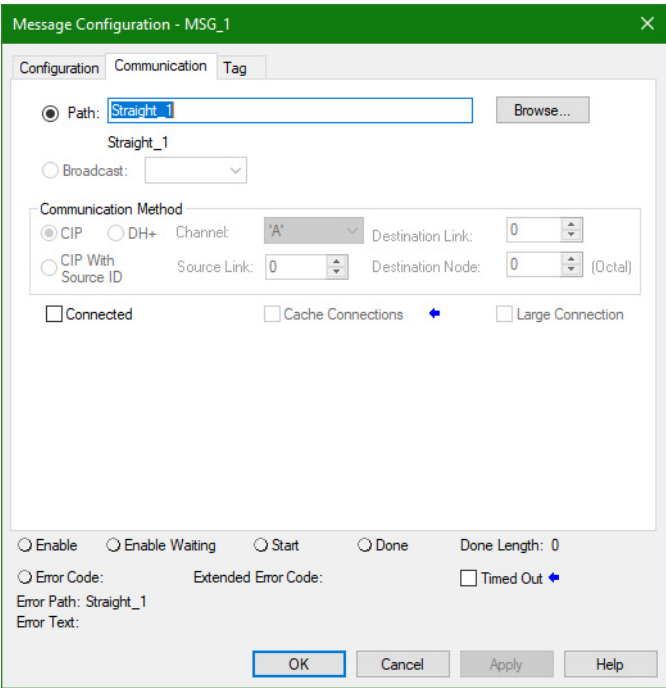 Message Configuration - MSG_1
Configuration Communication Tag
Path: Straight_1 Browse...
Straight_1
Broadcast:
Communication Method
CIP DH+ Channel: 'A' Destination Link: 0
CIP With Source ID Source Link: 0 Destination Node: 0 (Octal)
Connected Cache Connections Large Connection
Enable Enable Waiting Start Done Done Length: 0
Error Code: Extended Error Code: Timed Out
Error Path: Straight_1
Error Text:
OK Cancel Apply Help